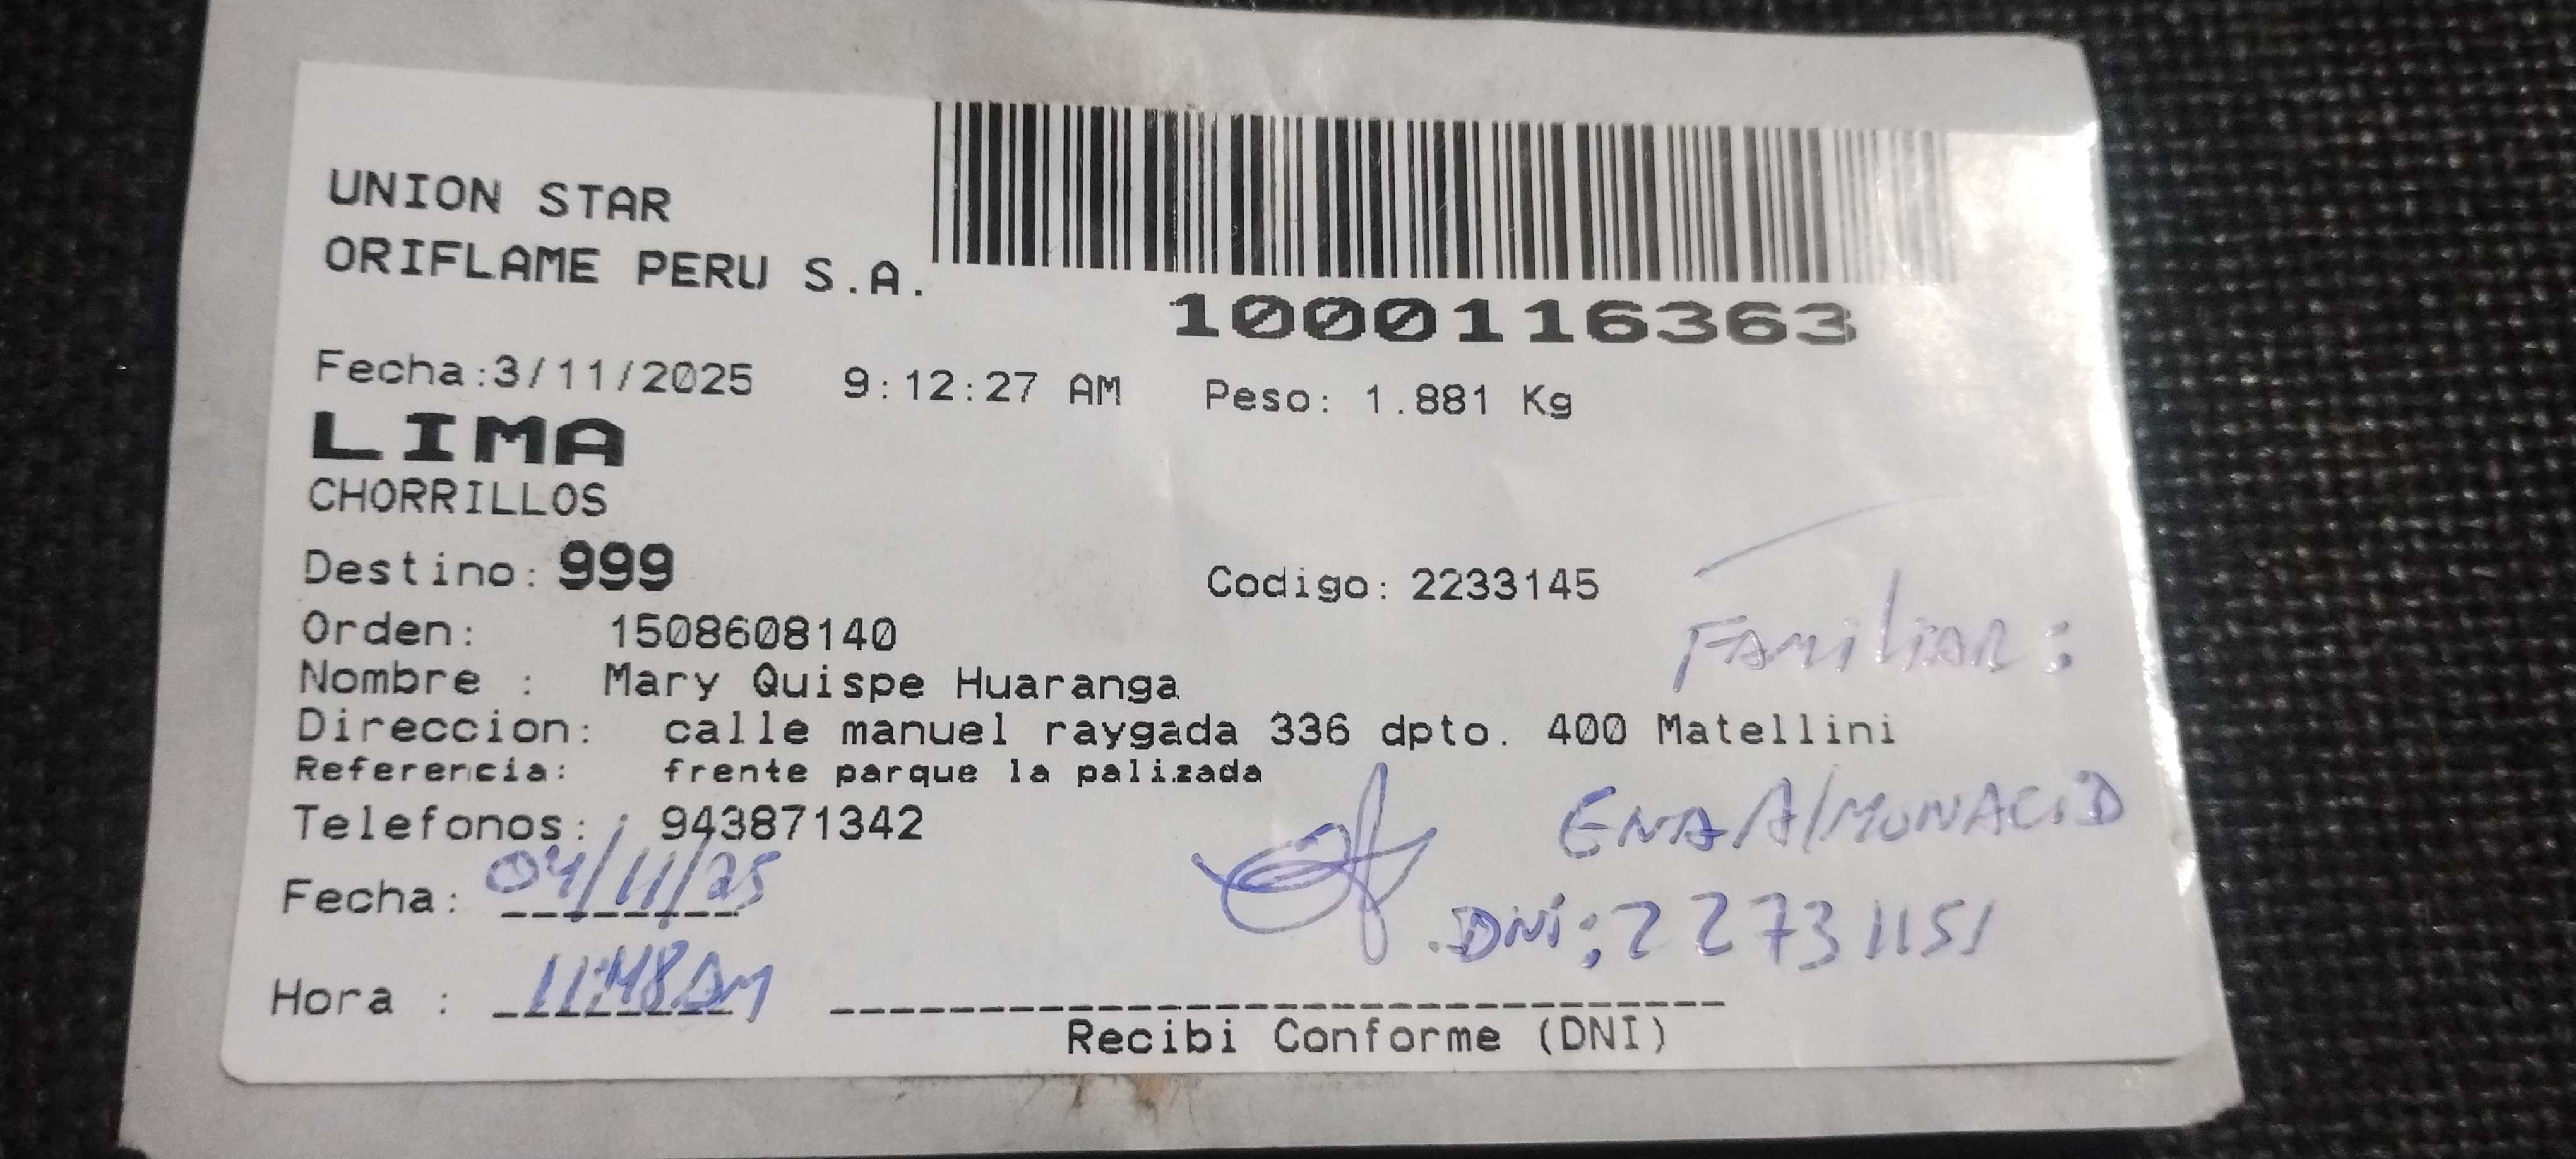 UNION STAR
ORIFLAME PERU S.A.
1000116363
Fecha:3/11/2025 9:12:27 AM Peso: 1.881 Kg
LIMA
CHORRILLOS
Destino: 999 Codigo: 2233145
Orden: 1508608140
Nombre : Mary Quispe Huaranga
FAMiliAR:
Direccion: calle manuel raygada 336 dpto. 400 Matellini
Referencia: frente parque la palizada
Telefonos: 943871342
ENA AlMONACiD
Fecha: 04/11/25
DNi: 22731151
Hora : 11:48 AM
Recibi Conforme (DNI)